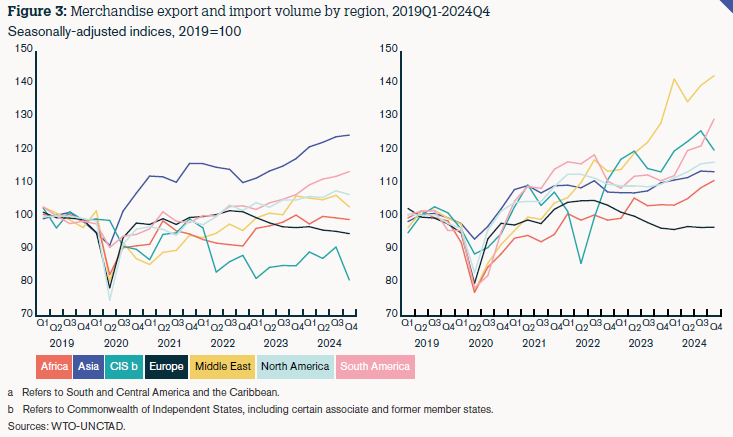 Figure 3: Merchandise export and import volume by region, 2019Q1-2024Q4
Seasonally-adjusted indices, 2019=100
150 150
140 140
130 130
120 120
110 110
100 100
90 90
80 80
70 70
Q1 Q2 Q3 Q4 Q1 Q2 Q3 Q4 Q1 Q2 Q3 Q4 Q1 Q2 Q3 Q4 Q1 Q2 Q3 Q4 Q1 Q2 Q3 Q4 Q1 Q2 Q3 Q4 Q1 Q2 Q3 Q4 Q1 Q2 Q3 Q4 Q1 Q2 Q3 Q4 Q1 Q2 Q3 Q4 Q1 Q2 Q3 Q4
2019 2020 2021 2022 2023 2024 2019 2020 2021 2022 2023 2024
Africa Asia CIS b Europe Middle East North America South America
a Refers to South and Central America and the Caribbean.
b Refers to Commonwealth of Independent States, including certain associate and former member states.
Sources: WTO-UNCTAD.